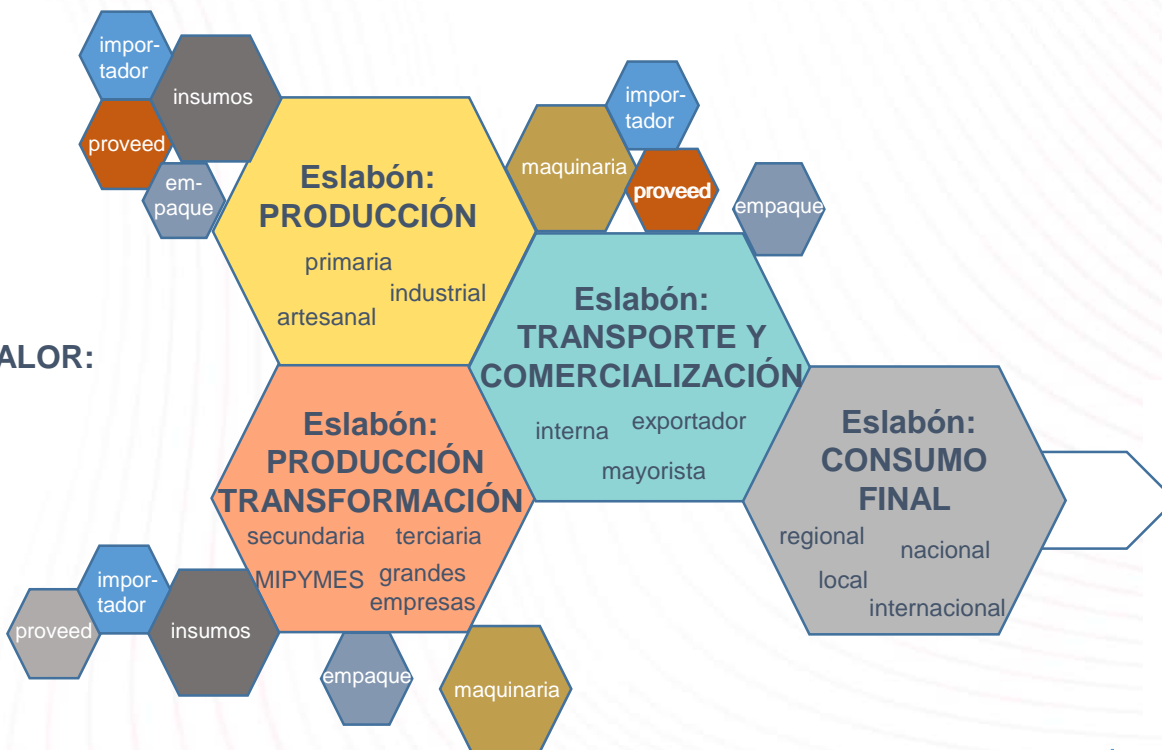 impor-
tador
insumos
proveed
em-
paque
Eslabón:
PRODUCCIÓN
primaria
industrial
artesanal
maquinaria
impor-
tador
proveed
empaque
Eslabón:
TRANSPORTE Y
COMERCIALIZACIÓN
interna
exportador
mayorista
ALOR:
Eslabón:
PRODUCCIÓN
TRANSFORMACIÓN
secundaria
terciaria
MIPYMES
grandes
empresas
Eslabón:
CONSUMO
FINAL
regional
nacional
local
internacional
impor-
tador
proveed
insumos
empaque
maquinaria